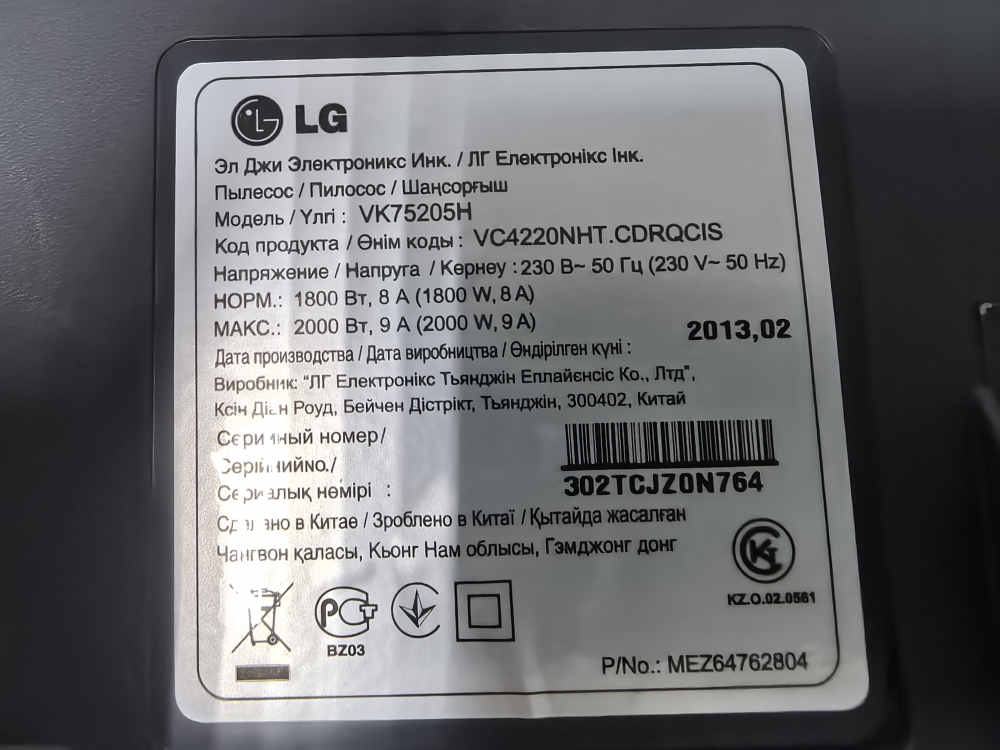 LG
Эл Джи Электроникс Инк. / ЛГ Електронікс Інк.
Пылесос / Пилосос / Шаңсорғыш
Модель / Үлгі : VK75205H
Код продукта / Өнім коды : VC4220NHT.CDRQCIS
Напряжение / Напруга / Кернеу : 230 В~ 50 Гц (230 V~ 50 Hz)
НОРМ.: 1800 Вт, 8 А (1800 W, 8 A)
МАКС.: 2000 Вт, 9 А (2000 W, 9 A)
2013,02
Дата производства / Дата виробництва / Өндірілген күні :
Виробник: "ЛГ Електронікс Тьянджін Еплайєнсіс Ко., Лтд",
Ксін Діан Роуд, Бейчен Дістрікт, Тьянджін, 300402, Китай
Серийный номер/
СерійнийNO./
Сериалық нөмірі :
302TCJZ0N764
Сделано в Китае / Зроблено в Китаї / Қытайда жасалған
Чангвон қаласы, Кьонг Нам облысы, Гэмджонг донг
KZ.O.02.0561
РСТ
BZ03
P/No.: MEZ64762804